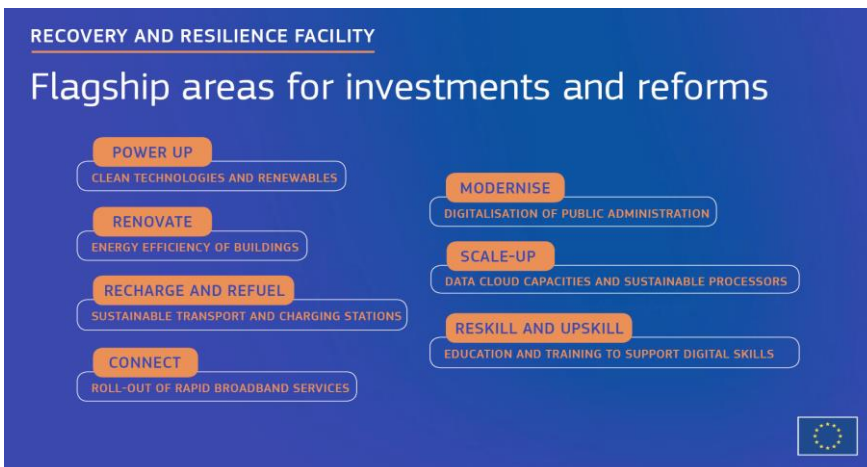 RECOVERY AND RESILIENCE FACILITY
Flagship areas for investments and reforms
POWER UP
CLEAN TECHNOLOGIES AND RENEWABLES
RENOVATE
ENERGY EFFICIENCY OF BUILDINGS
RECHARGE AND REFUEL
SUSTAINABLE TRANSPORT AND CHARGING STATIONS
CONNECT
ROLL-OUT OF RAPID BROADBAND SERVICES
MODERNISE
DIGITALISATION OF PUBLIC ADMINISTRATION
SCALE-UP
DATA CLOUD CAPACITIES AND SUSTAINABLE PROCESSORS
RESKILL AND UPSKILL
EDUCATION AND TRAINING TO SUPPORT DIGITAL SKILLS